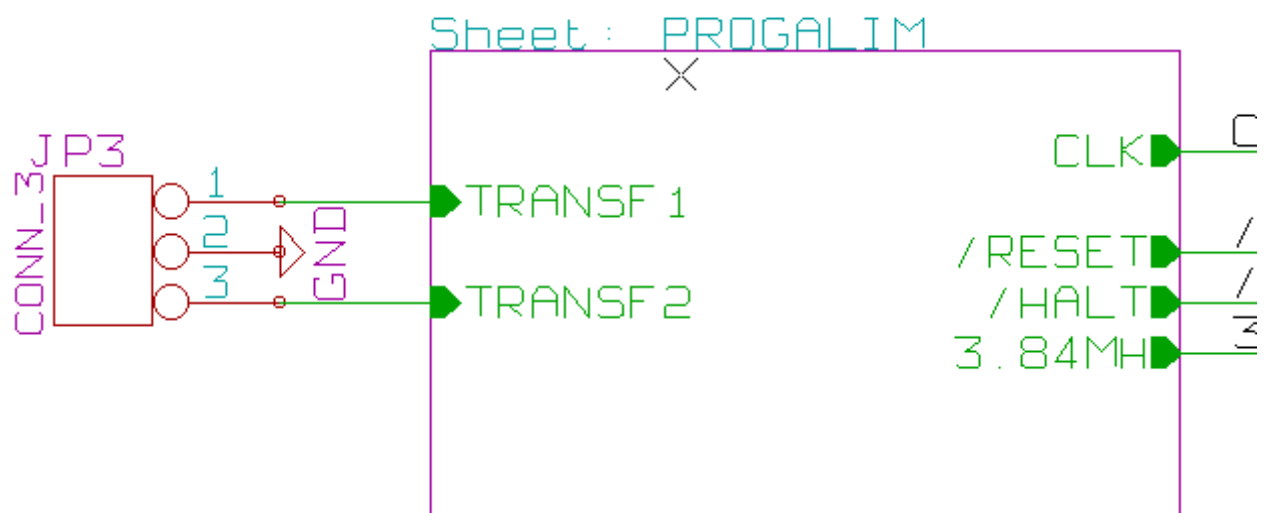 Sheet: PROGALIM
JP3
CONN_3
1
2
3
GND
TRANSF1
TRANSF2
CLK
/RESET
/HALT
3.84MH
/
/